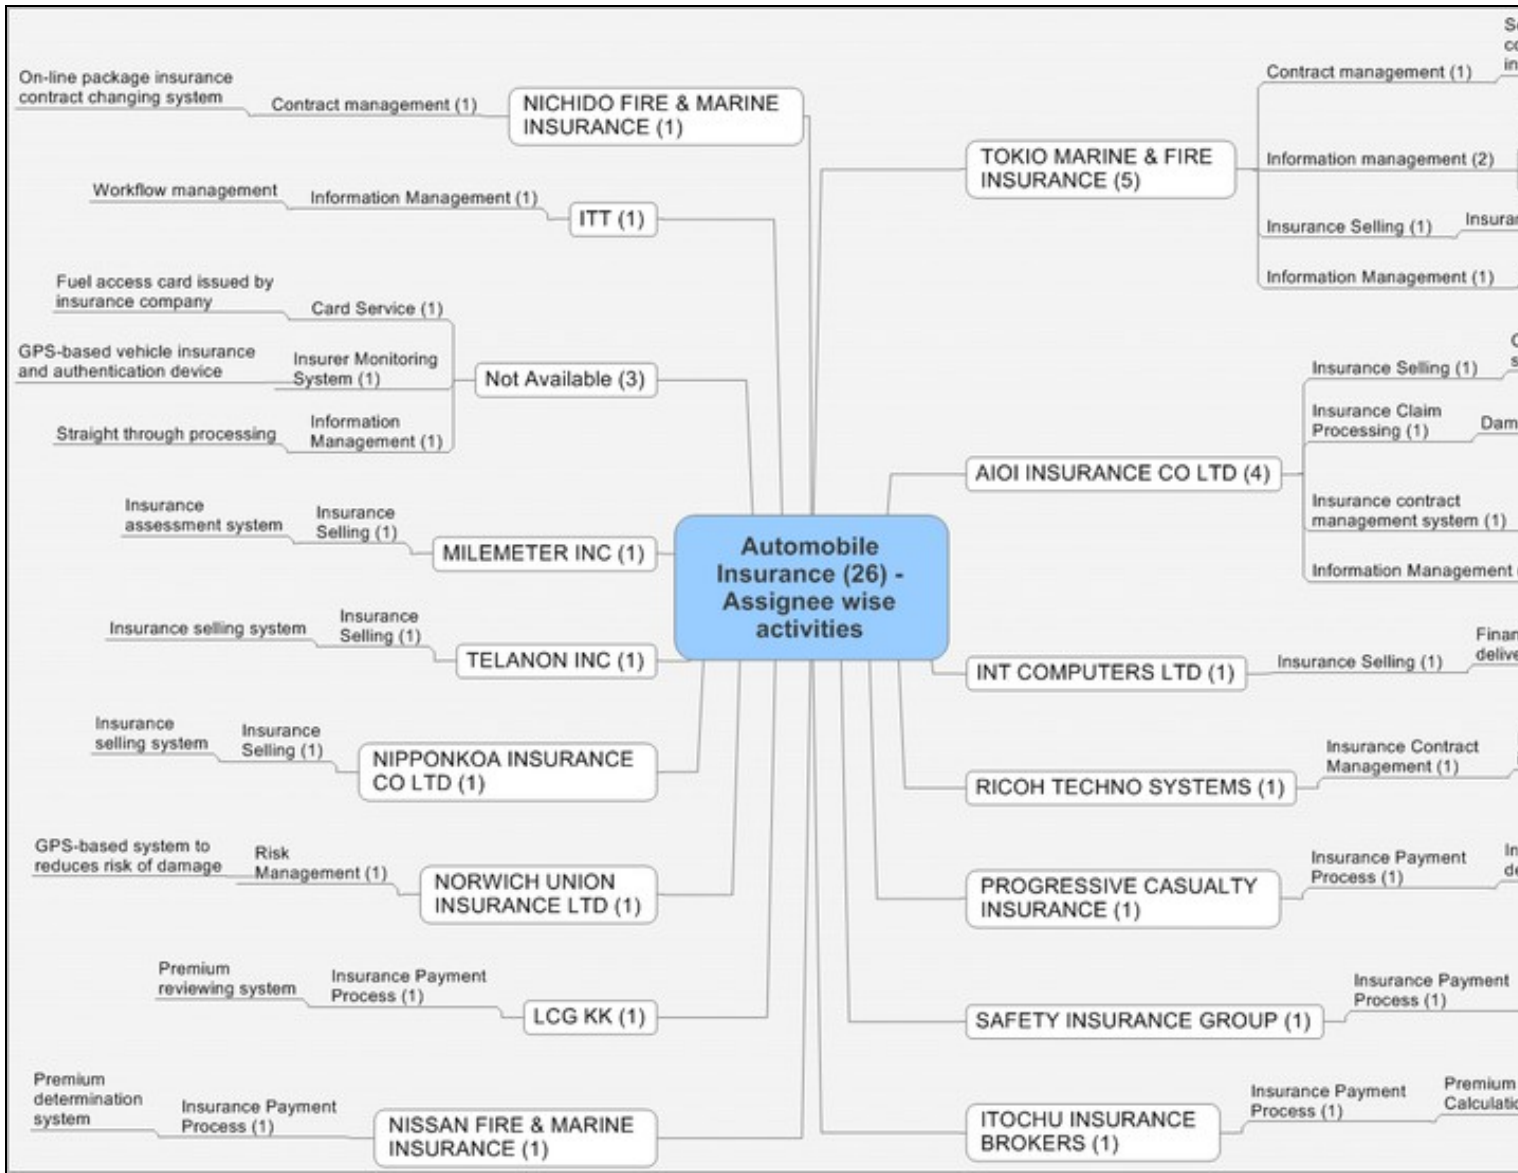 On-line package insurance
contract changing system
Contract management (1)
NICHIDO FIRE & MARINE
INSURANCE (1)
Workflow management
Information Management (1)
ITT (1)
Fuel access card issued by
insurance company
Card Service (1)
GPS-based vehicle insurance
and authentication device
Insurer Monitoring
System (1)
Not Available (3)
Straight through processing
Information
Management (1)
Insurance
assessment system
Insurance
Selling (1)
MILEMETER INC (1)
Insurance selling system
Insurance
Selling (1)
TELANON INC (1)
Insurance
selling system
Insurance
Selling (1)
NIPPONKOA INSURANCE
CO LTD (1)
GPS-based system to
reduces risk of damage
Risk
Management (1)
NORWICH UNION
INSURANCE LTD (1)
Premium
reviewing system
Insurance Payment
Process (1)
LCG KK (1)
Premium
determination
system
Insurance Payment
Process (1)
NISSAN FIRE & MARINE
INSURANCE (1)
Automobile
Insurance (26) -
Assignee wise
activities
TOKIO MARINE & FIRE
INSURANCE (5)
Contract management (1)
Information management (2)
Insurance Selling (1)
Information Management (1)
AIOI INSURANCE CO LTD (4)
Insurance Selling (1)
Insurance Claim
Processing (1)
Insurance contract
management system (1)
Information Management
INT COMPUTERS LTD (1)
Insurance Selling (1)
RICOH TECHNO SYSTEMS (1)
Insurance Contract
Management (1)
PROGRESSIVE CASUALTY
INSURANCE (1)
Insurance Payment
Process (1)
SAFETY INSURANCE GROUP (1)
Insurance Payment
Process (1)
ITOCHU INSURANCE
BROKERS (1)
Insurance Payment
Process (1)
Premium